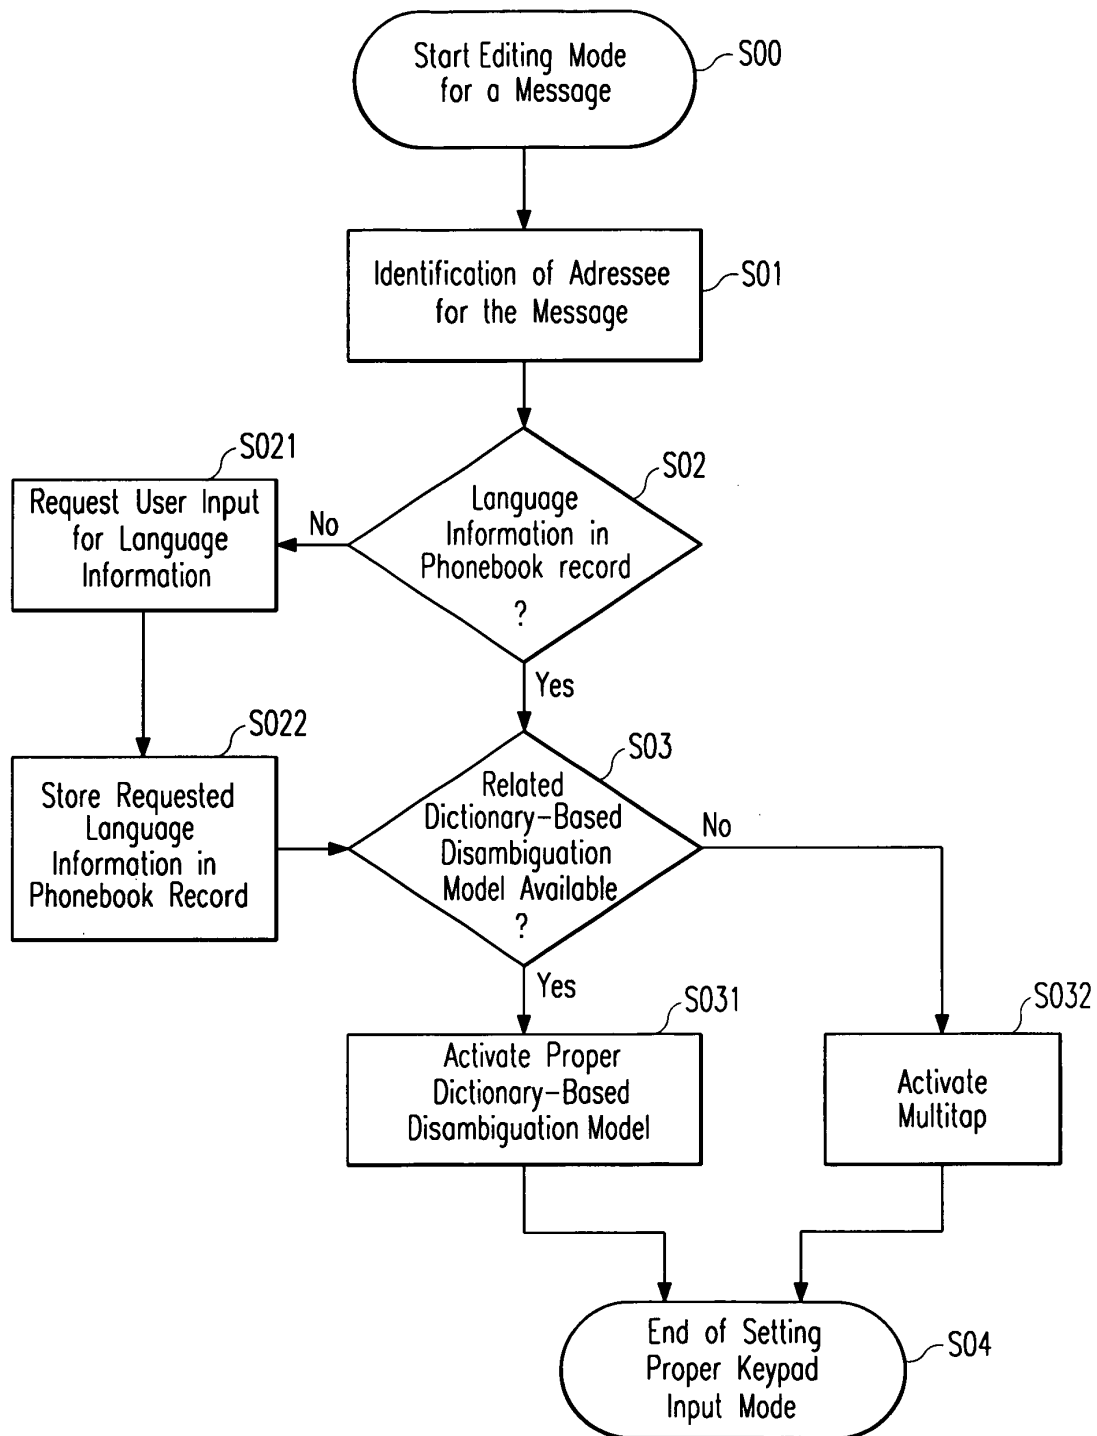 Start Editing Mode
for a Message
S00
Identification of Adressee
for the Message
S01
Language
Information in
Phonebook record
?
S02
No
Yes
Request User Input
for Language
Information
S021
Store Requested
Language
Information in
Phonebook Record
S022
Related
Dictionary-Based
Disambiguation
Model Available
?
S03
No
Yes
Activate Proper
Dictionary-Based
Disambiguation Model
S031
Activate
Multitap
S032
End of Setting
Proper Keypad
Input Mode
S04